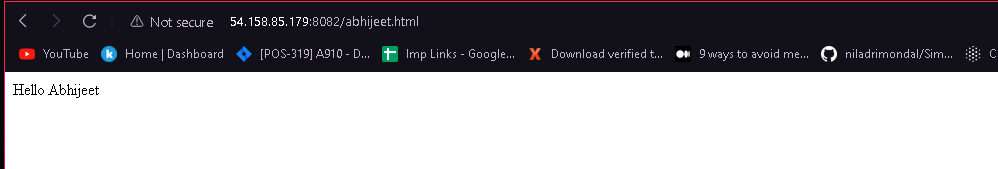 Not secure 54.158.85.179:8082/abhijeet.html
YouTube Home | Dashboard [POS-319] A910 - D... Imp Links - Google... Download verified t... 9 ways to avoid me... niladrimondal/Sim... C
Hello Abhijeet